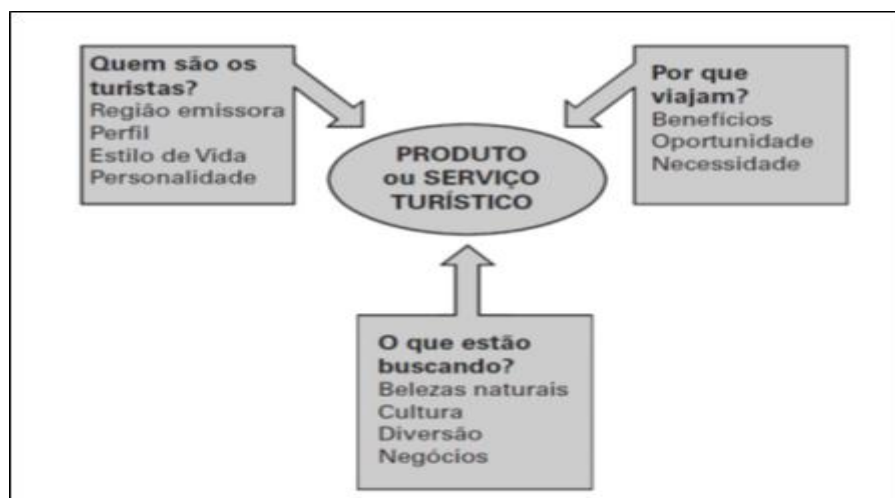 Quem são os
turistas?
Região emissora
Perfil
Estilo de Vida
Personalidade
Por que
viajam?
Benefícios
Oportunidade
Necessidade
PRODUTO
ou SERVIÇO
TURÍSTICO
O que estão
buscando?
Belezas naturais
Cultura
Diversão
Negócios